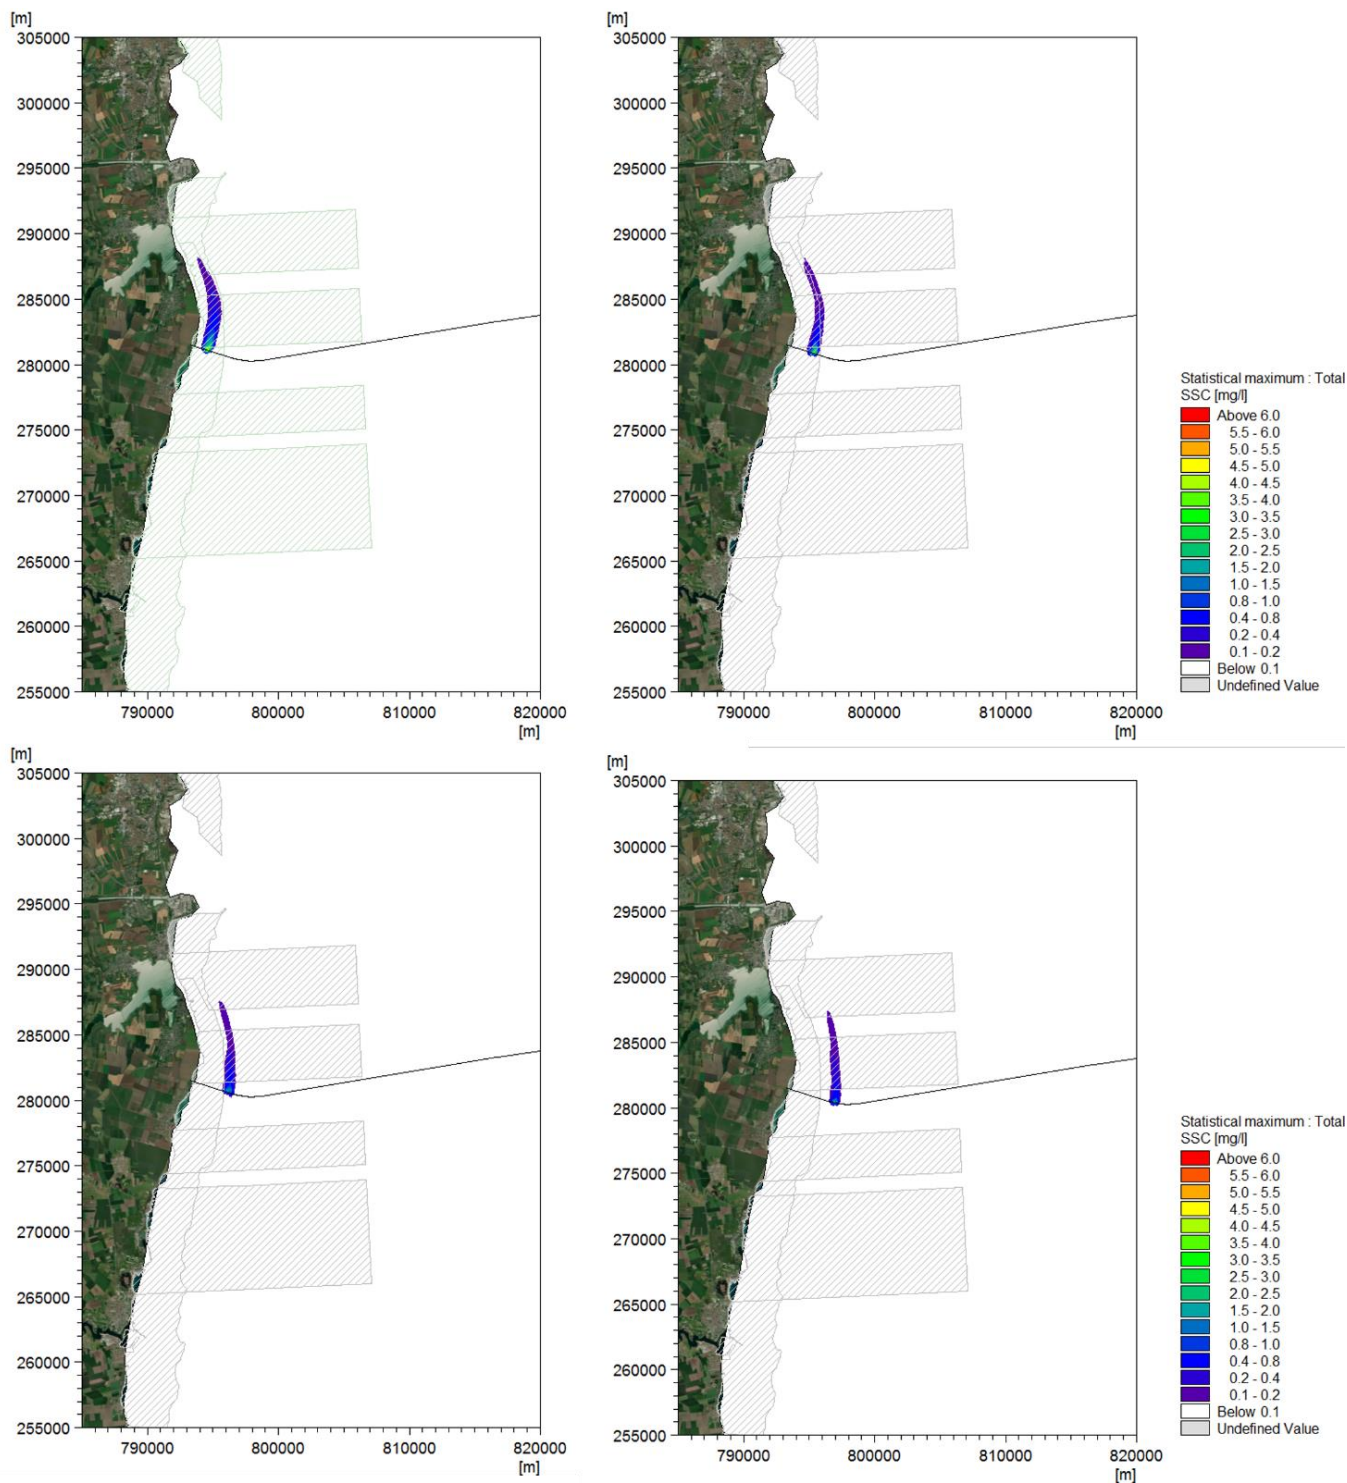 [m]
305000
300000
295000
290000
285000
280000
275000
270000
265000
260000
255000
790000 800000 810000 820000
[m]
[m]
305000
300000
295000
290000
285000
280000
275000
270000
265000
260000
255000
790000 800000 810000 820000
[m]
Statistical maximum : Total
SSC [mg/l]
Above 6.0
5.5 - 6.0
5.0 - 5.5
4.5 - 5.0
4.0 - 4.5
3.5 - 4.0
3.0 - 3.5
2.5 - 3.0
2.0 - 2.5
1.5 - 2.0
1.0 - 1.5
0.8 - 1.0
0.4 - 0.8
0.2 - 0.4
0.1 - 0.2
Below 0.1
Undefined Value
[m]
305000
300000
295000
290000
285000
280000
275000
270000
265000
260000
255000
790000 800000 810000 820000
[m]
[m]
305000
300000
295000
290000
285000
280000
275000
270000
265000
260000
255000
790000 800000 810000 820000
[m]
Statistical maximum : Total
SSC [mg/l]
Above 6.0
5.5 - 6.0
5.0 - 5.5
4.5 - 5.0
4.0 - 4.5
3.5 - 4.0
3.0 - 3.5
2.5 - 3.0
2.0 - 2.5
1.5 - 2.0
1.0 - 1.5
0.8 - 1.0
0.4 - 0.8
0.2 - 0.4
0.1 - 0.2
Below 0.1
Undefined Value